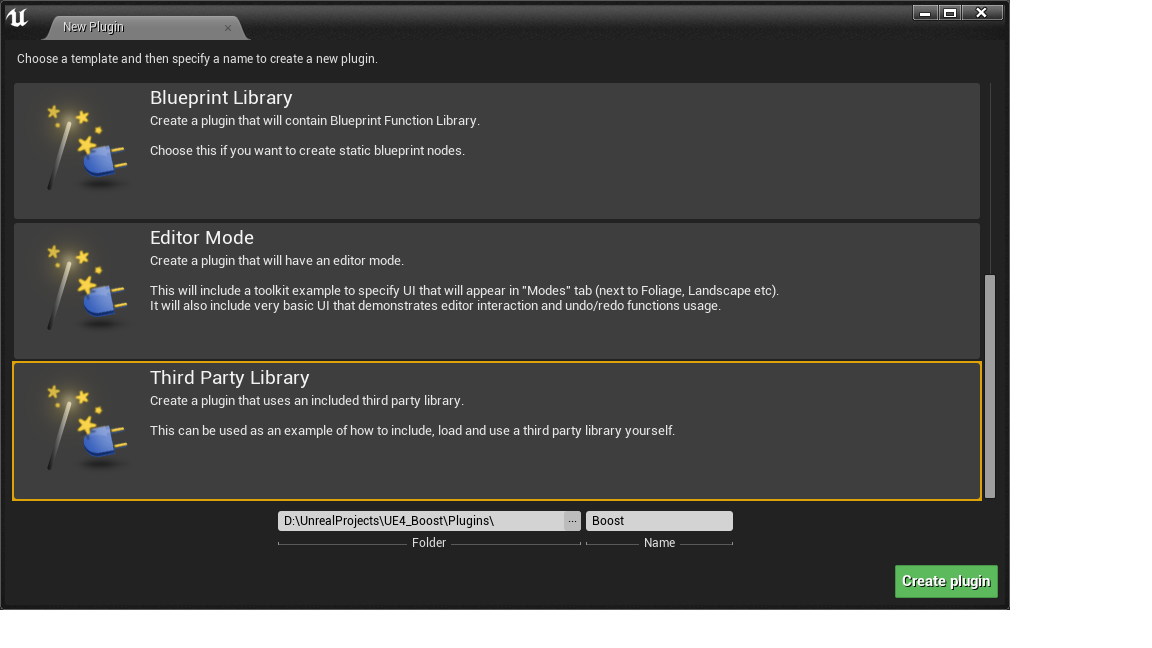 New Plugin
Choose a template and then specify a name to create a new plugin.
Blueprint Library
Create a plugin that will contain Blueprint Function Library.
Choose this if you want to create static blueprint nodes.
Editor Mode
Create a plugin that will have an editor mode.
This will include a toolkit example to specify UI that will appear in "Modes" tab (next to Foliage, Landscape etc).
It will also include very basic UI that demonstrates editor interaction and undo/redo functions usage.
Third Party Library
Create a plugin that uses an included third party library.
This can be used as an example of how to include, load and use a third party library yourself.
D:\UnrealProjects\UE4_Boost\Plugins\ ... Boost
Folder Name
Create plugin